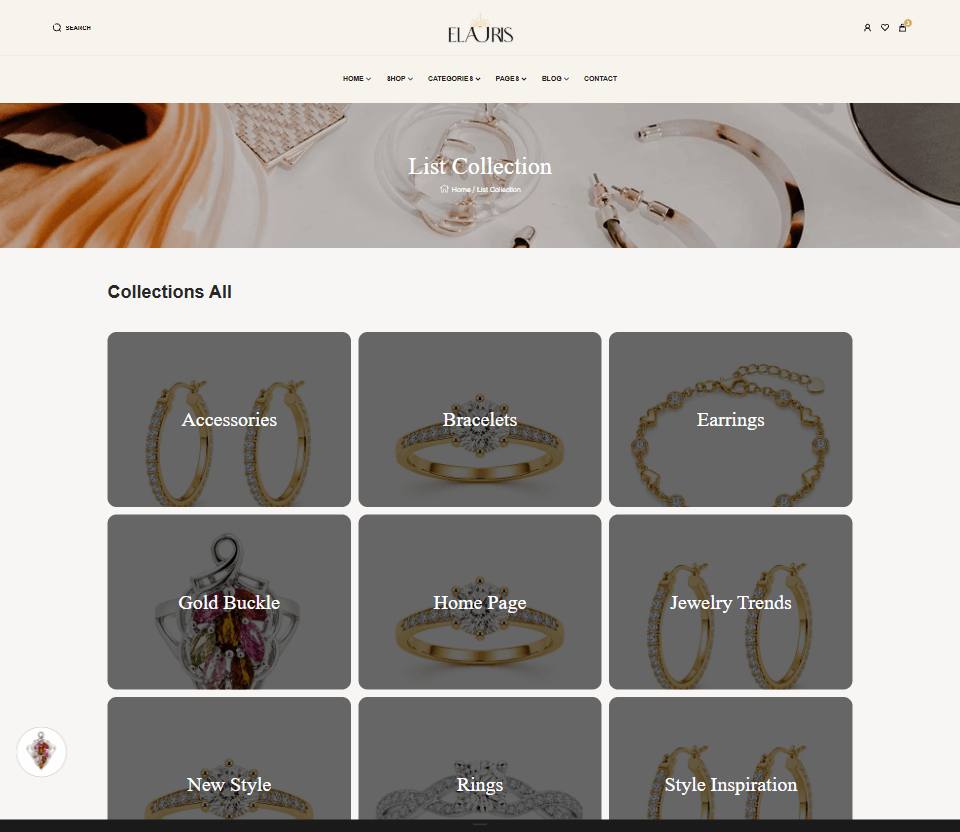 SEARCH
ELAURIS
HOME
SHOP
CATEGORIES
PAGES
BLOG
CONTACT
List Collection
Home / List Collection
Collections All
Accessories
Bracelets
Earrings
Gold Buckle
Home Page
Jewelry Trends
New Style
Rings
Style Inspiration